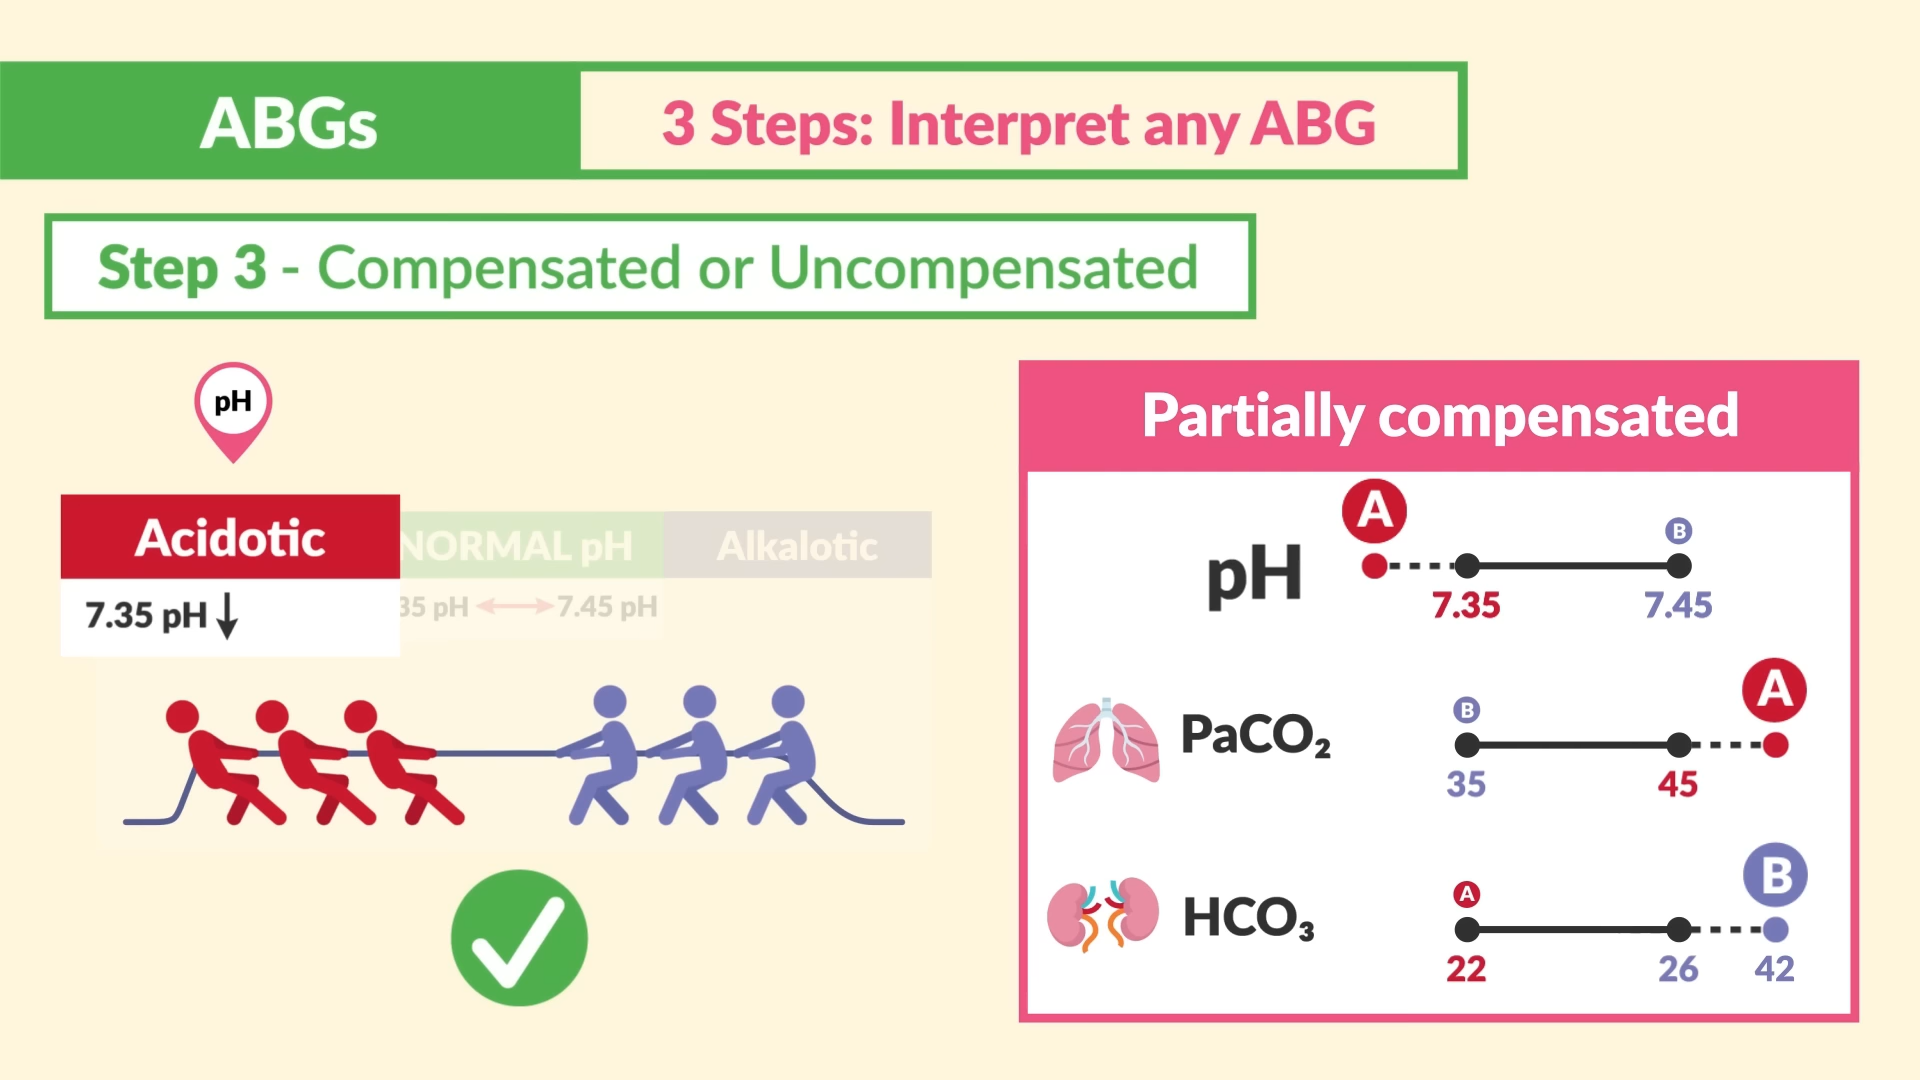 ABGs
3 Steps: Interpret any ABG
Step 3 - Compensated or Uncompensated
pH
Acidotic
NORMAL pH
Alkalotic
7.35 pH↓
35 pH ↔ 7.45 pH
Partially compensated
A
B
pH
7.35
7.45
A
B
PaCO₂
35
45
B
A
HCO₃
22
26
42